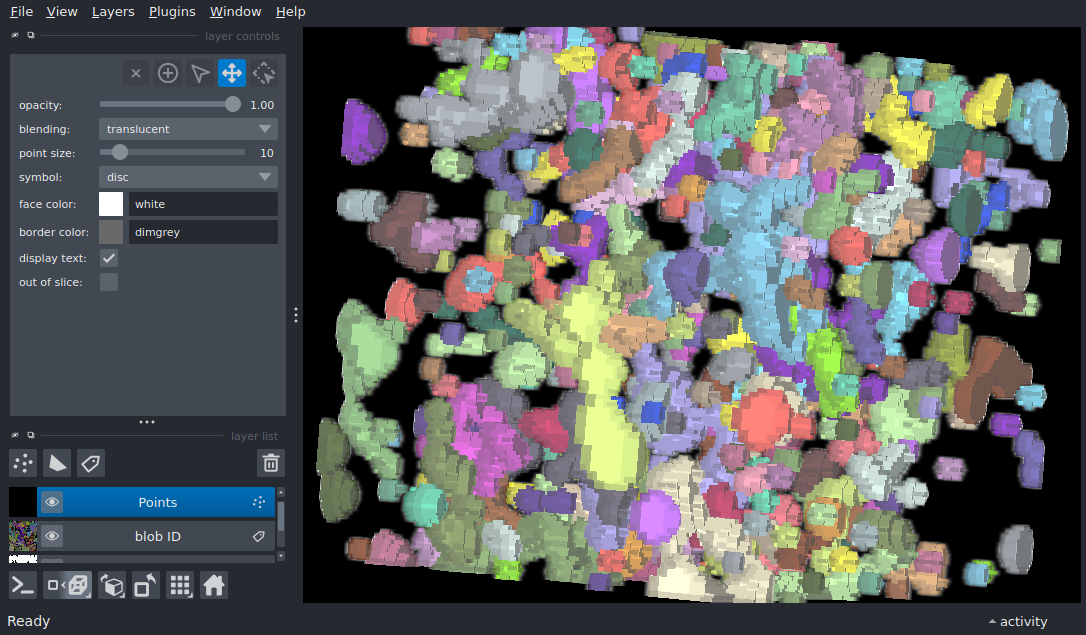 File View Layers Plugins Window Help
layer controls
opacity: 1.00
blending: translucent
point size: 10
symbol: disc
face color: white
border color: dimgrey
display text:
out of slice:
layer list
Points
blob ID
Ready
activity